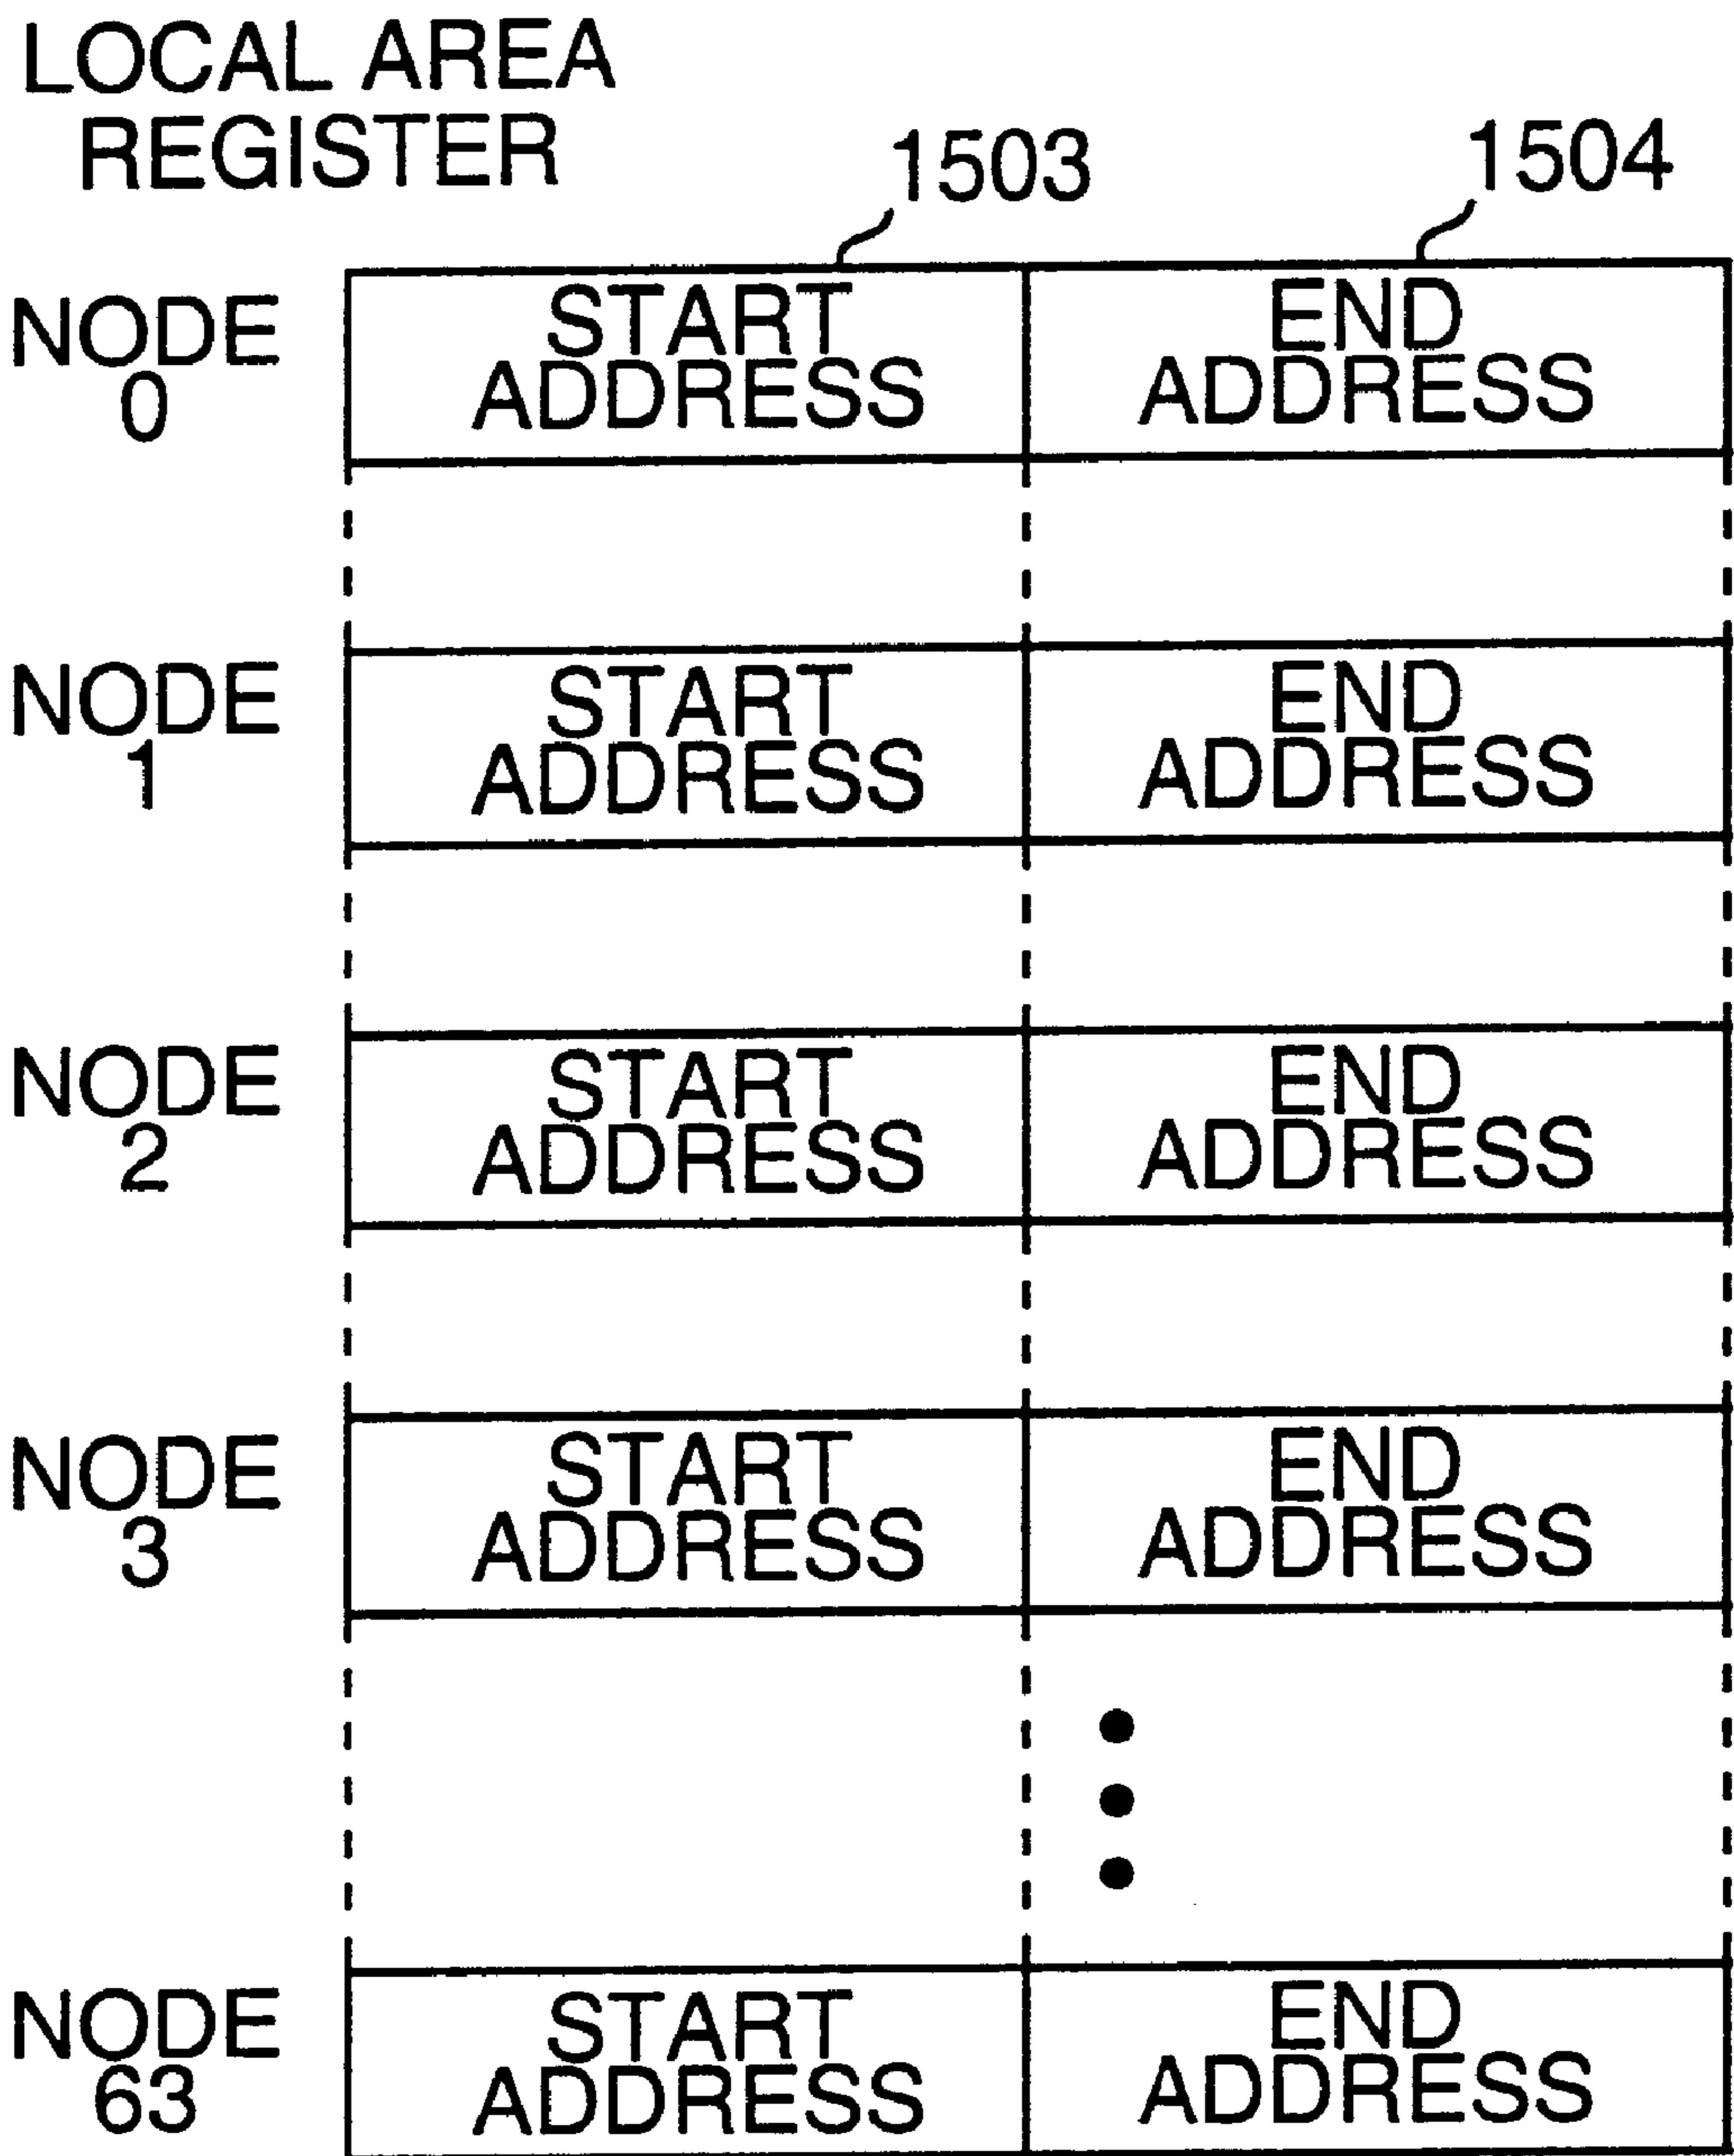 LOCAL AREA
REGISTER
1503
1504
NODE
0
START
ADDRESS
END
ADDRESS
NODE
1
START
ADDRESS
END
ADDRESS
NODE
2
START
ADDRESS
END
ADDRESS
NODE
3
START
ADDRESS
END
ADDRESS
NODE
63
START
ADDRESS
END
ADDRESS